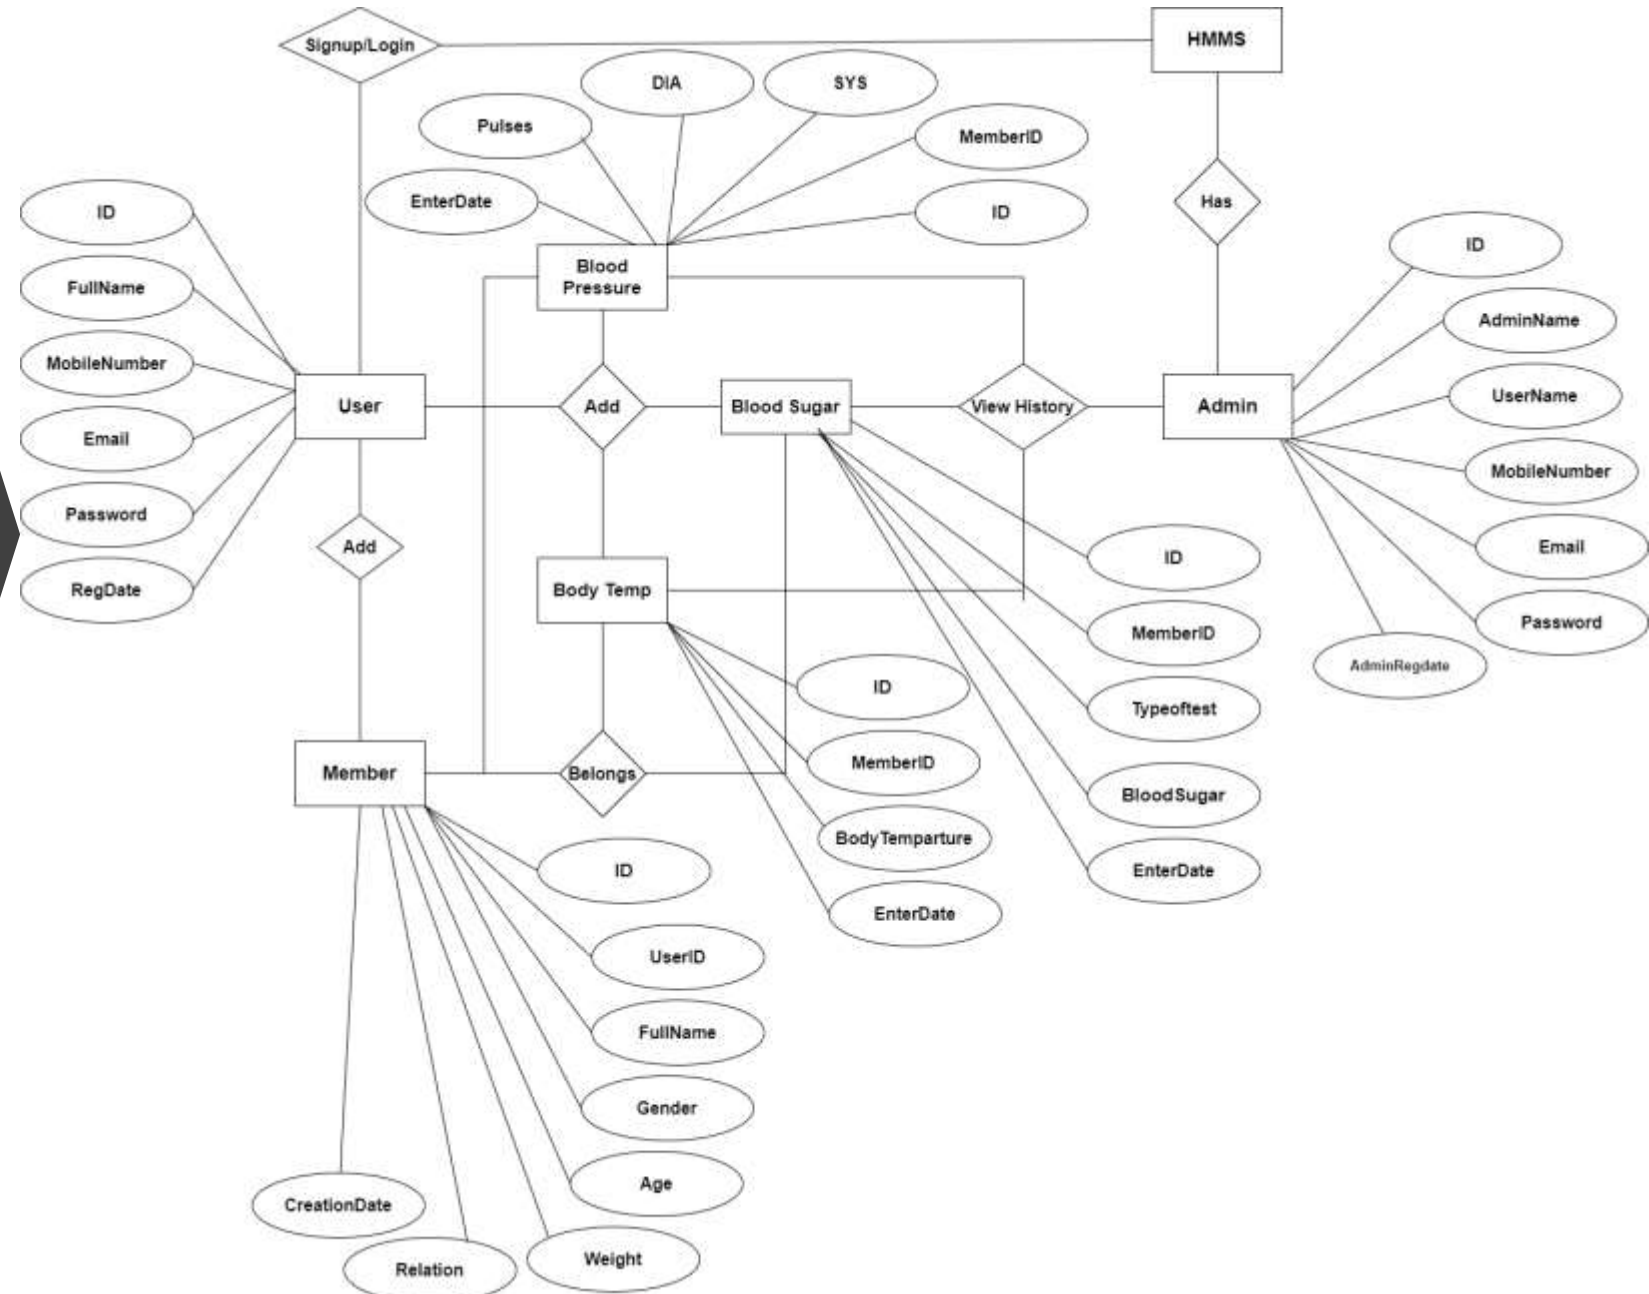 Signup/Login
HMMS
DIA
SYS
Pulses
MemberID
EnterDate
ID
Has
ID
FullName
MobileNumber
Email
Password
RegDate
Blood
Pressure
User
Add
Blood Sugar
View History
Admin
ID
AdminName
UserName
MobileNumber
Email
Password
AdminRegdate
Add
Body Temp
ID
MemberID
Typeoftest
BloodSugar
EnterDate
ID
MemberID
BodyTemparture
EnterDate
Member
Belongs
ID
UserID
FullName
Gender
Age
Weight
Relation
CreationDate